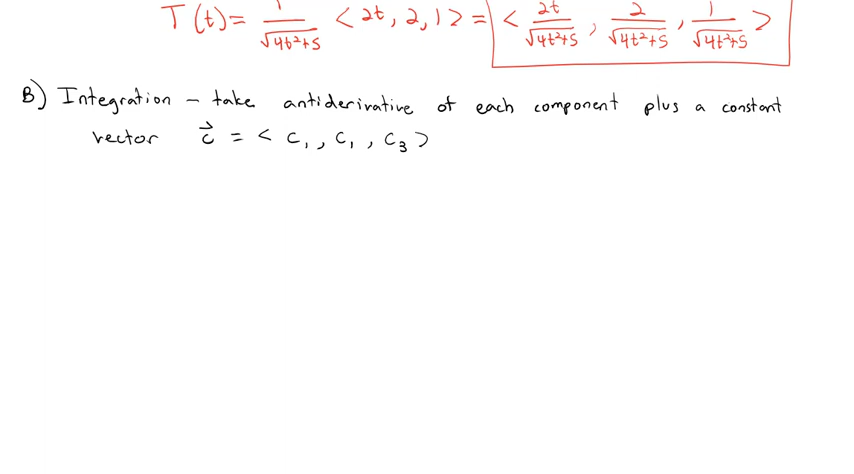 T(t) = 1/√4t²+5 < 2t, 2, 1 > = < 2t/√4t²+5 , 2/√4t²+5 , 1/√4t²+5 >
B) Integration - take antiderivative of each component plus a constant
vector c⃗ = < c₁, c₁, c₃ >